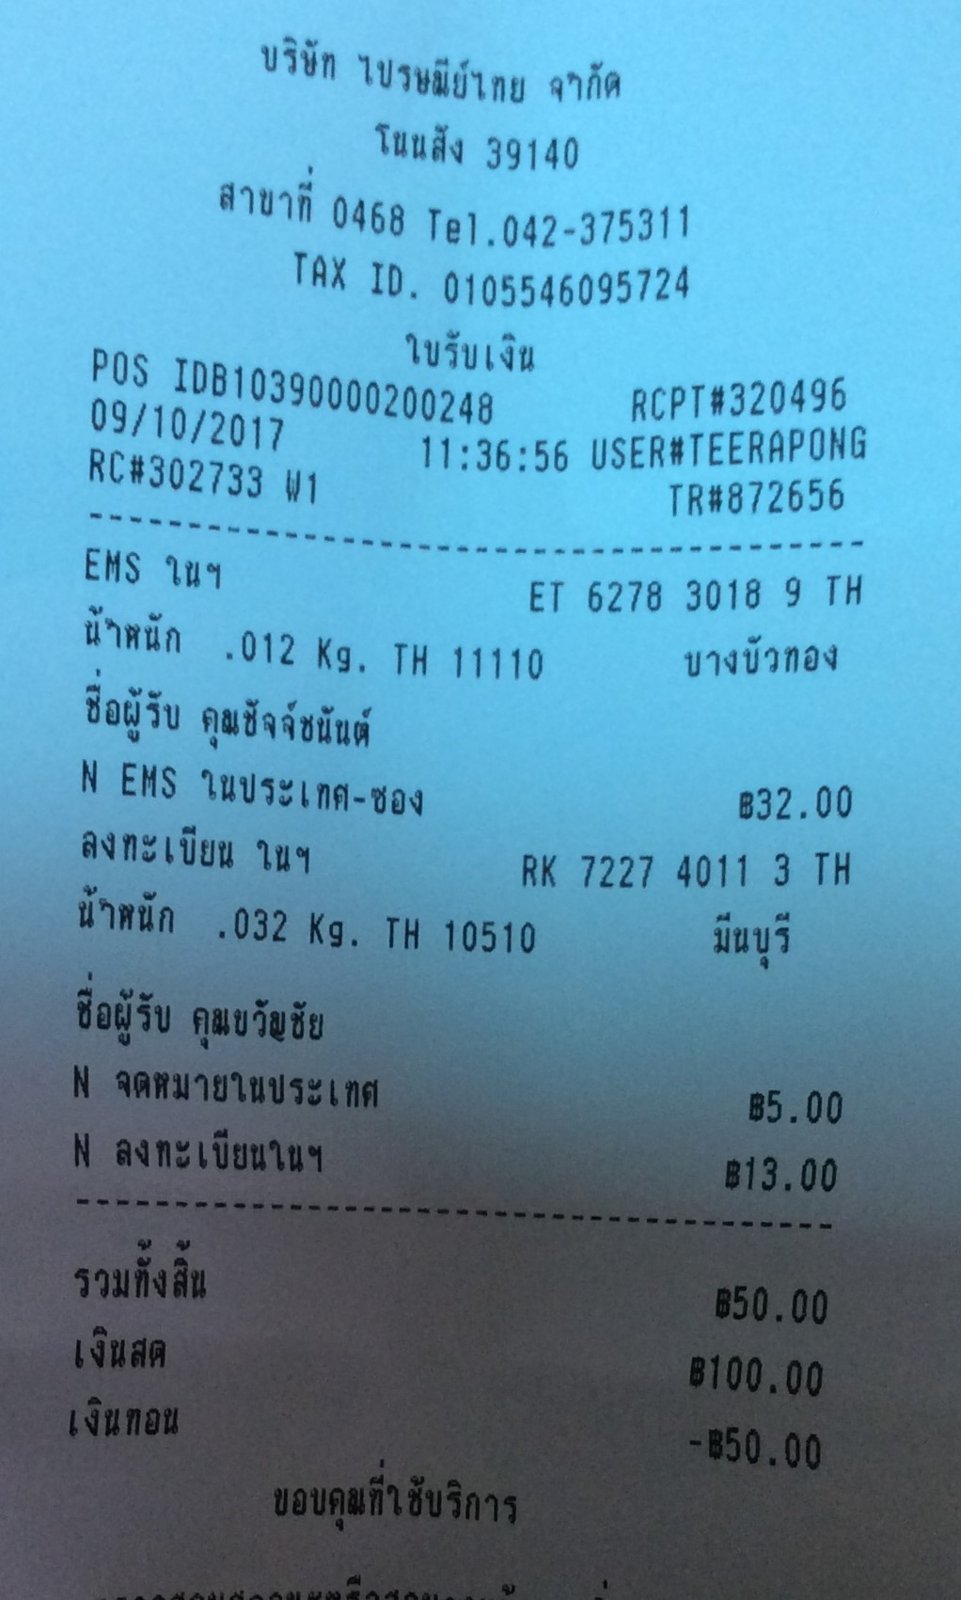 บริษัท ไปรษณีย์ไทย จำกัด
โนนสัง 39140
สาขาที่ 0468 Tel.042-375311
TAX ID. 0105546095724
ใบรับเงิน
POS IDB10390000200248 RCPT#320496
09/10/2017 11:36:56 USER#TEERAPONG
RC#302733 W1 TR#872656
EMS ในฯ ET 6278 3018 9 TH
น้ำหนัก .012 Kg. TH 11110 บางบัวทอง
ชื่อผู้รับ คุณชัจจ์ชนันต์
N EMS ในประเทศ-ซอง ฿32.00
ลงทะเบียน ในฯ RK 7227 4011 3 TH
น้ำหนัก .032 Kg. TH 10510 มีนบุรี
ชื่อผู้รับ คุณขวัญชัย
N จดหมายในประเทศ ฿5.00
N ลงทะเบียนในฯ ฿13.00
รวมทั้งสิ้น ฿50.00
เงินสด ฿100.00
เงินทอน -฿50.00
ขอบคุณที่ใช้บริการ